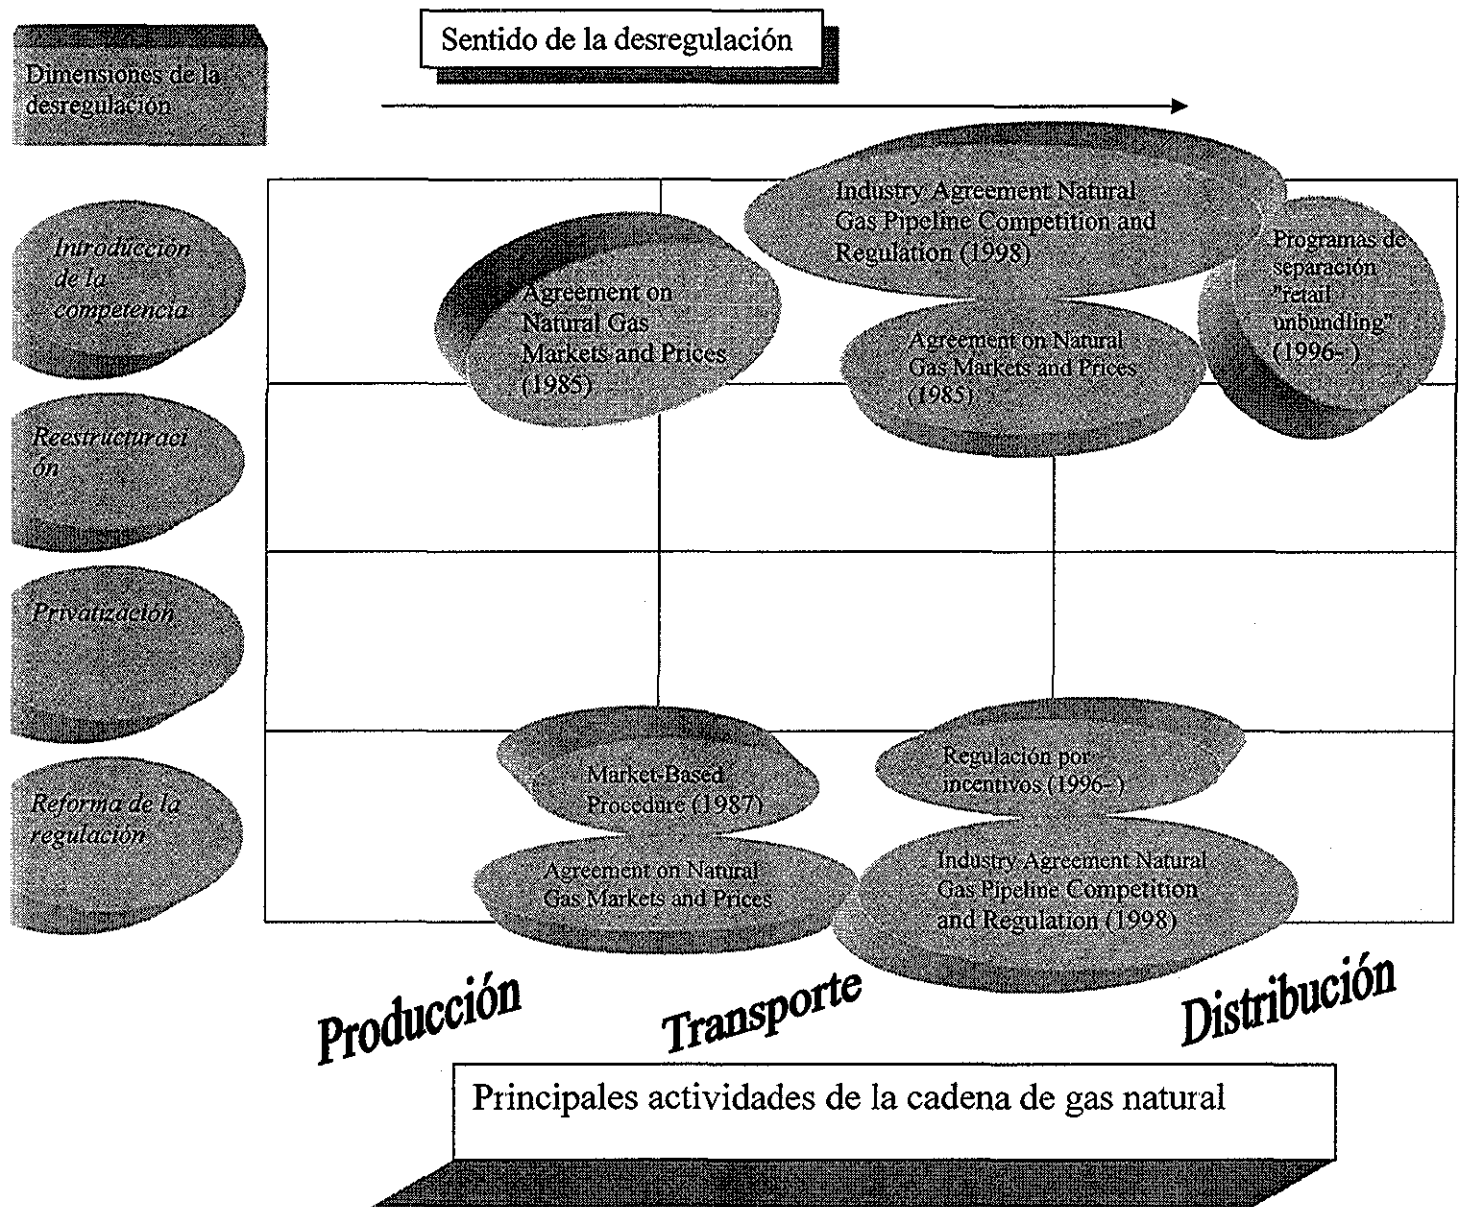 Sentido de la desregulación
Dimensiones de la
desregulación
Introducción
de la
competencia
Agreement on
Natural Gas
Markets and Prices
(1985)
Industry Agreement Natural
Gas Pipeline Competition and
Regulation (1998)
Agreement on Natural
Gas Markets and Prices
(1985)
Programas de
separación
"retail
unbundling"
(1996- )
Reestructuraci
ón
Privatización
Reforma de la
regulación
Market-Based
Procedure (1987)
Agreement on Natural
Gas Markets and Prices
Regulación por
incentivos (1996- )
Industry Agreement Natural
Gas Pipeline Competition
and Regulation (1998)
Producción
Transporte
Distribución
Principales actividades de la cadena de gas natural